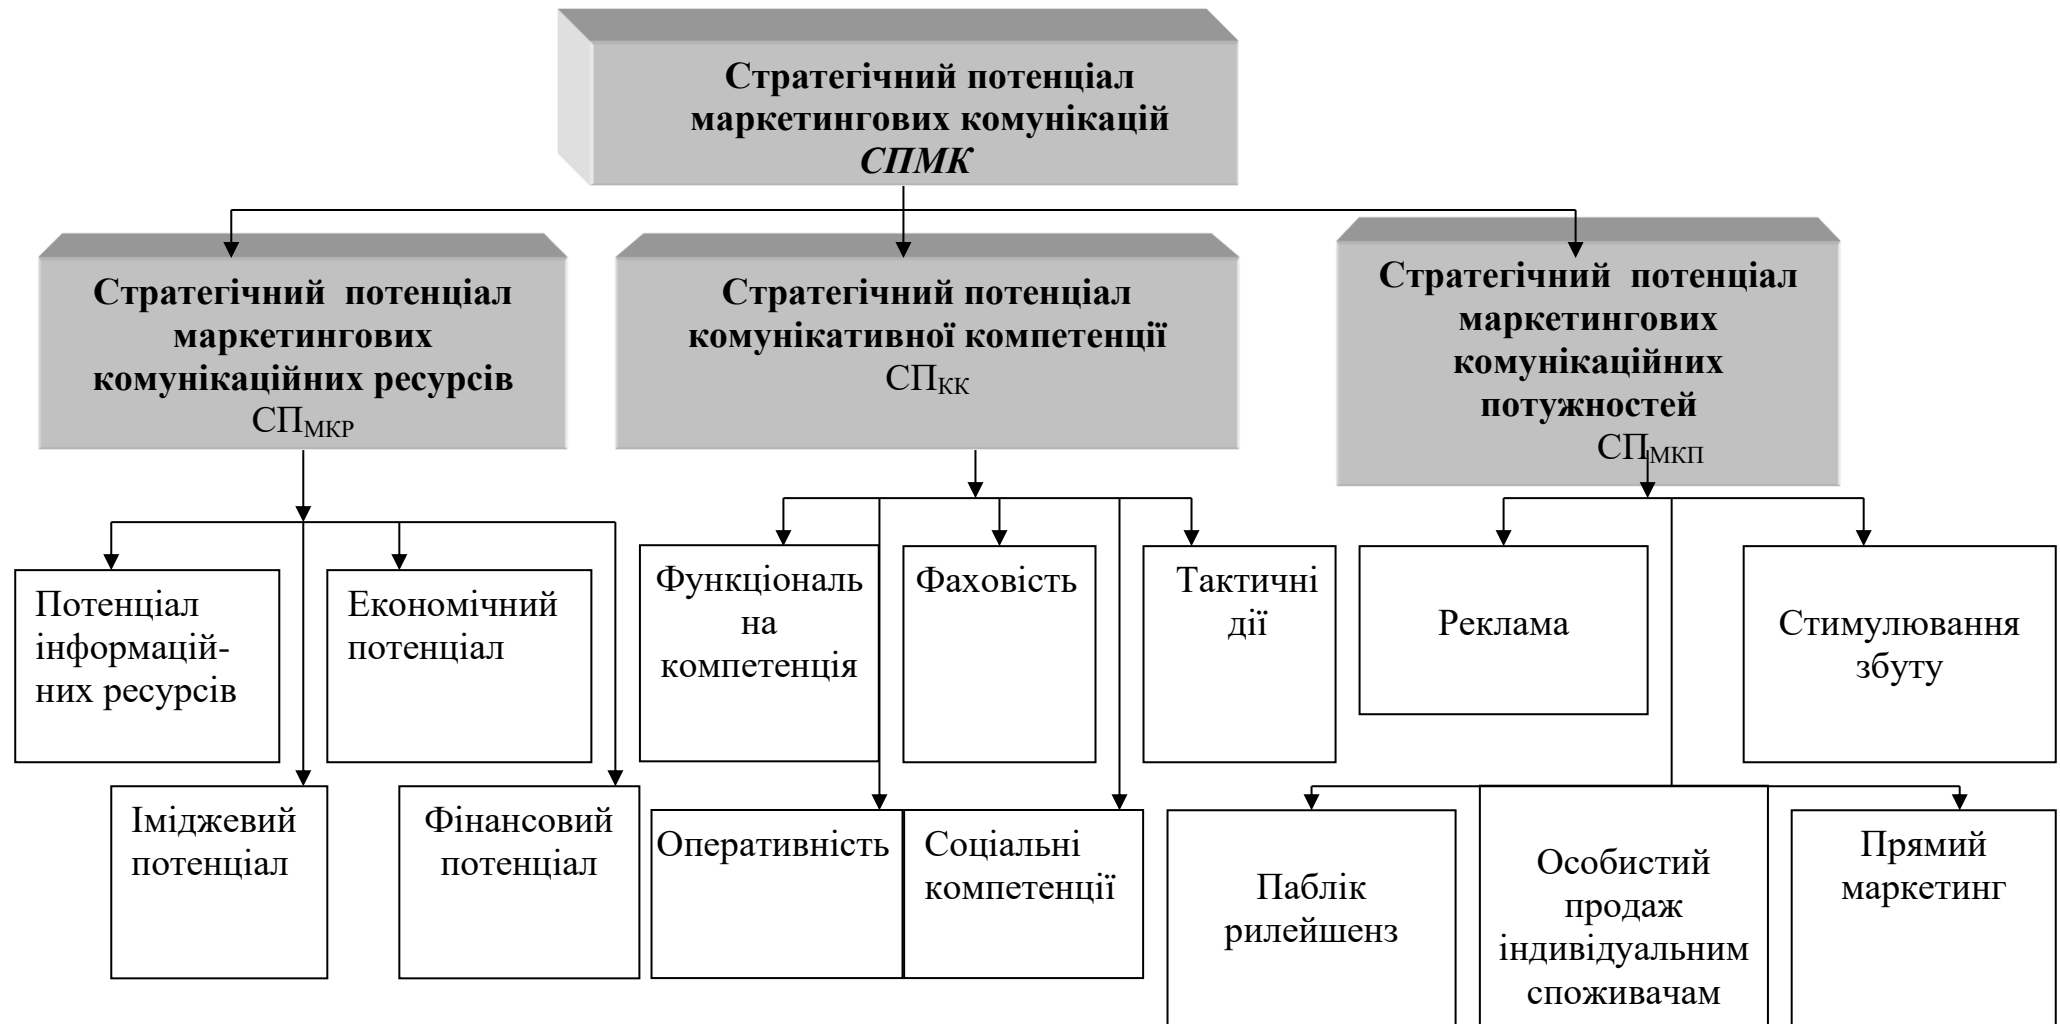 Стратегічний потенціал
маркетингових комунікацій
СПМК
Стратегічний потенціал
маркетингових
комунікаційних ресурсів
СПМКР
Стратегічний потенціал
комунікативної компетенції
СПКК
Стратегічний потенціал
маркетингових
комунікаційних
потужностей
СПМКП
Потенціал
інформацій-
них ресурсів
Економічний
потенціал
Іміджевий
потенціал
Фінансовий
потенціал
Функціональ
на
компетенція
Фаховість
Тактичні
дії
Оперативність
Соціальні
компетенції
Реклама
Стимулювання
збуту
Паблік
рилейшенз
Особистий
продаж
індивідуальним
споживачам
Прямий
маркетинг